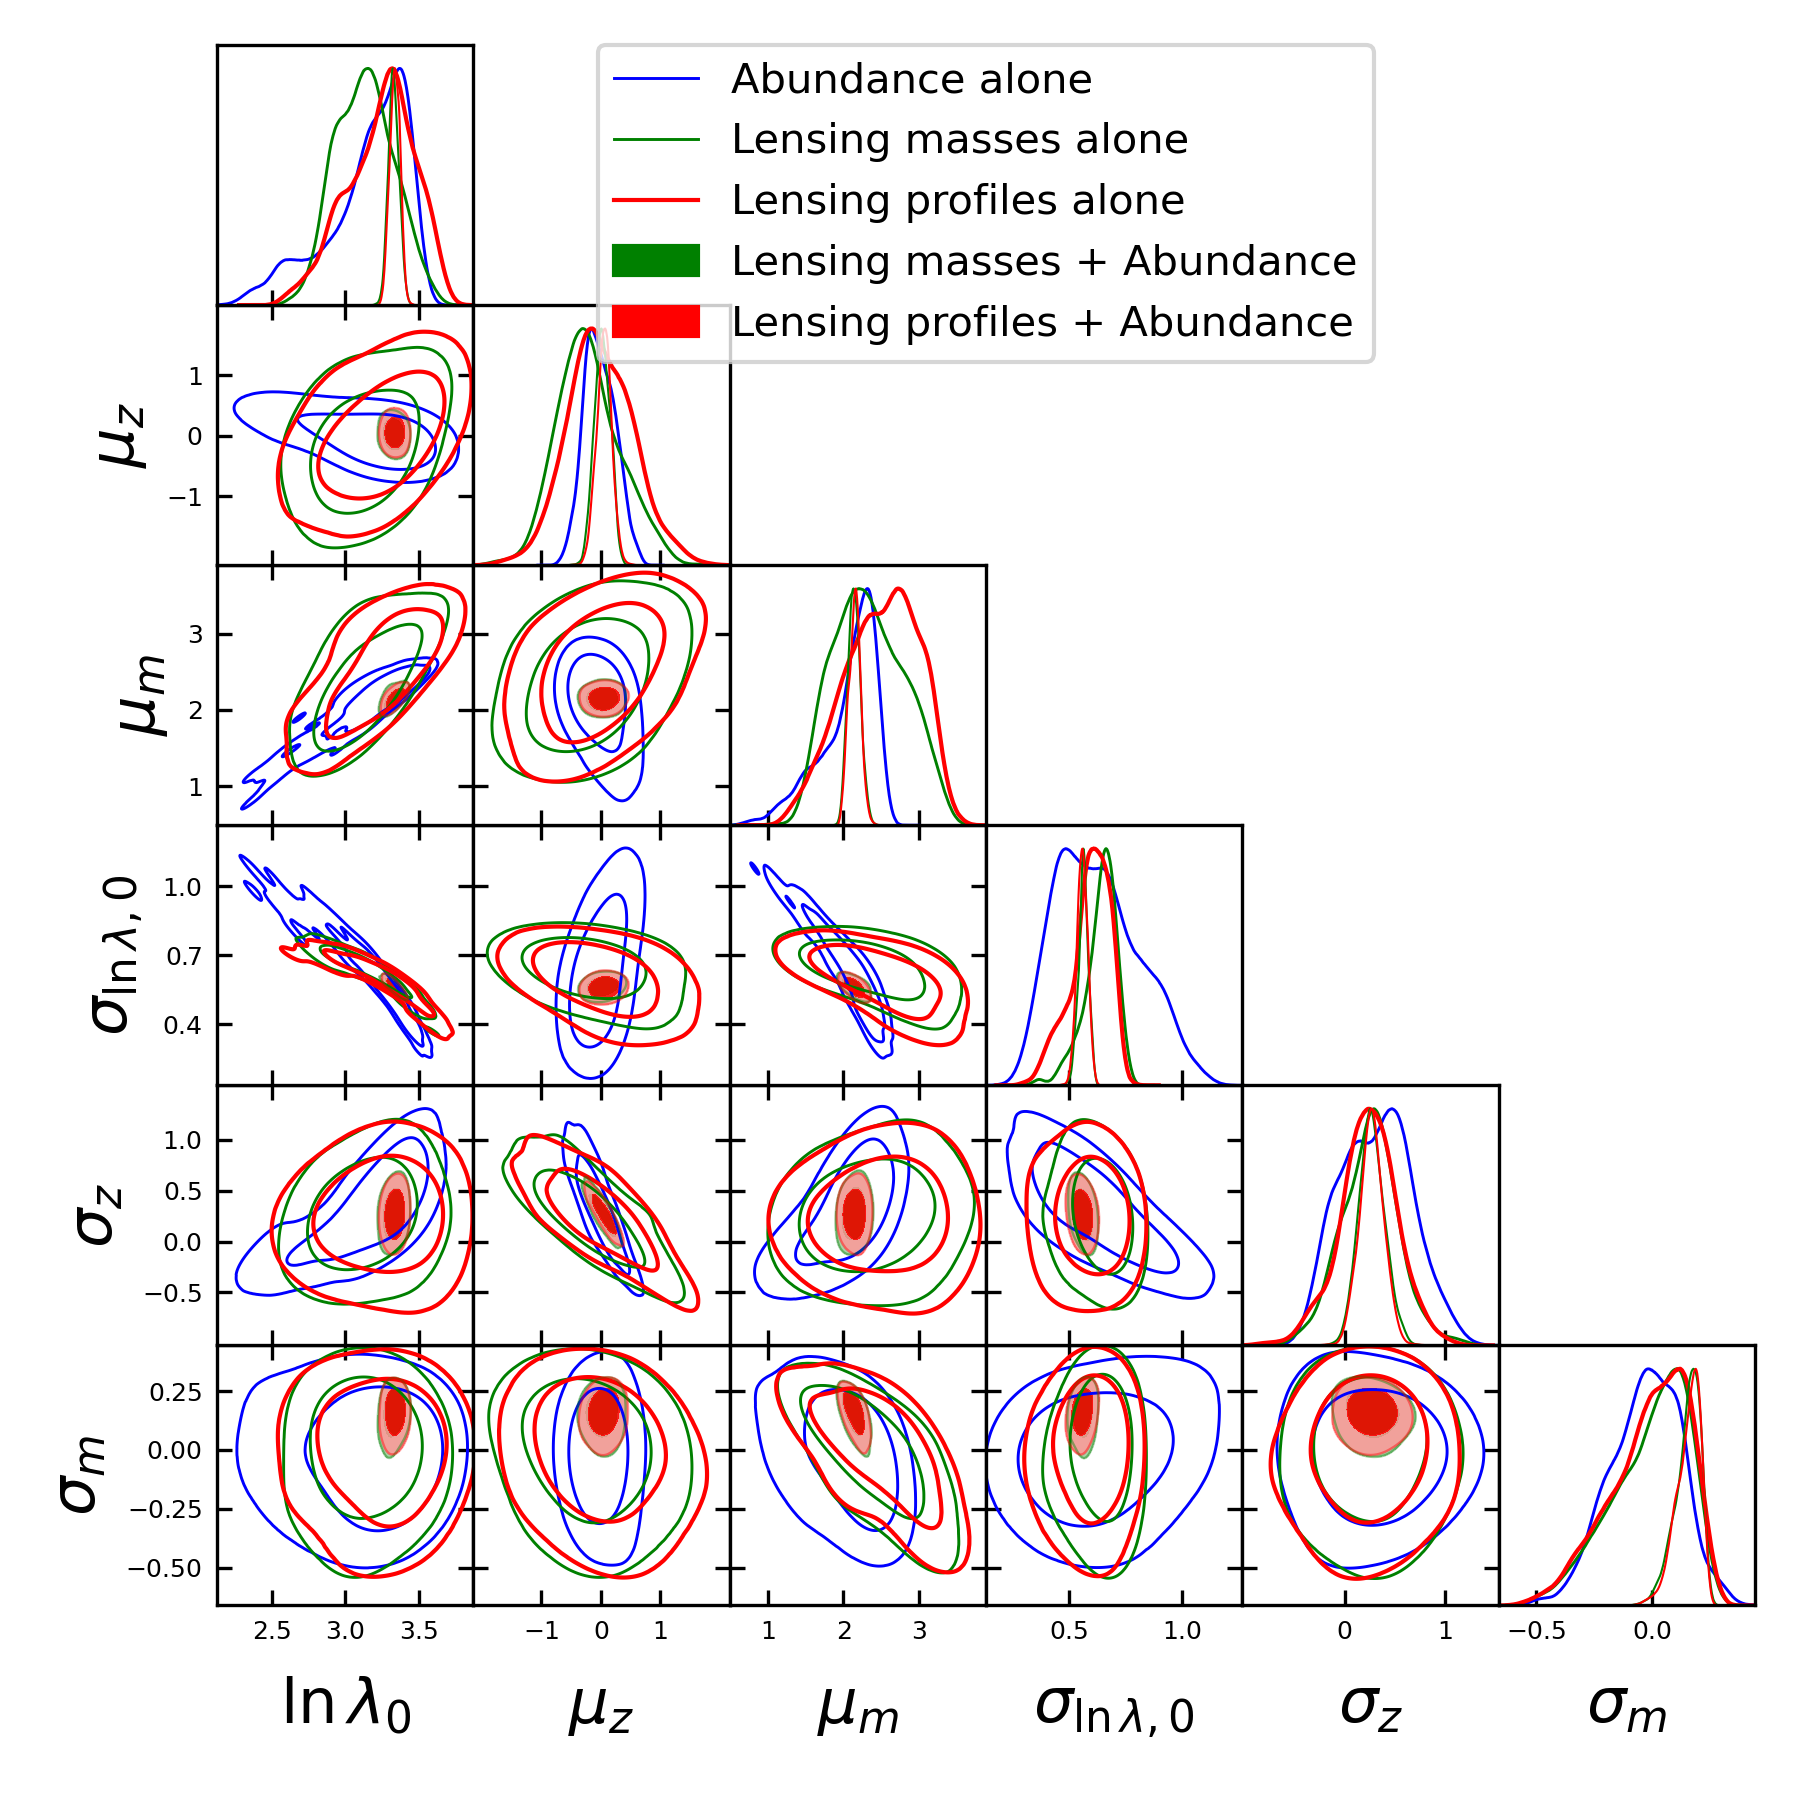 Abundance alone
Lensing masses alone
Lensing profiles alone
Lensing masses + Abundance
Lensing profiles + Abundance
μz
1
0
−1
μm
3
2
1
σln λ, 0
1.0
0.7
0.4
σz
1.0
0.5
0.0
−0.5
σm
0.25
0.00
−0.25
−0.50
2.5 3.0 3.5 −1 0 1 1 2 3 0.5 1.0 0 1 −0.5 0.0
ln λ0 μz μm σln λ, 0 σz σm